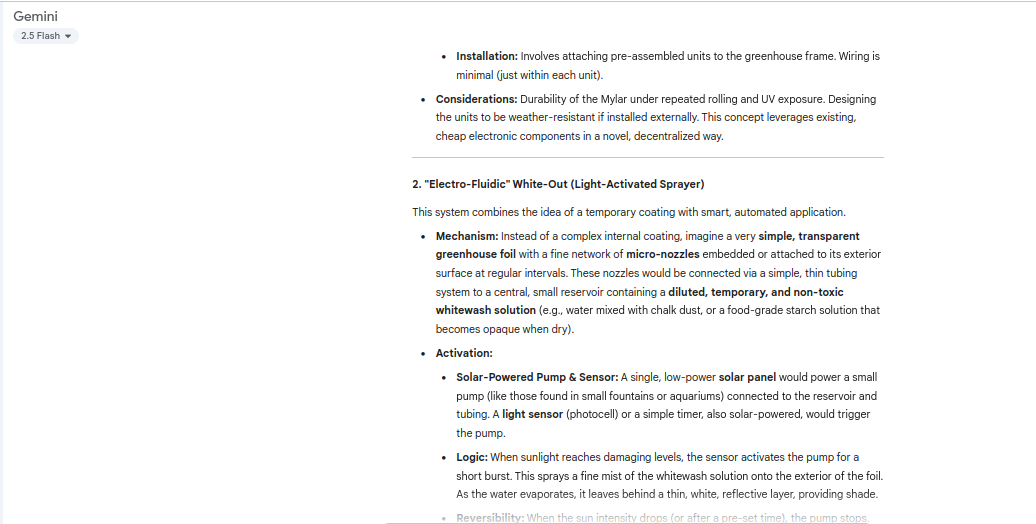 Gemini
2.5 Flash
Installation: Involves attaching pre-assembled units to the greenhouse frame. Wiring is
minimal (just within each unit).
Considerations: Durability of the Mylar under repeated rolling and UV exposure. Designing
the units to be weather-resistant if installed externally. This concept leverages existing,
cheap electronic components in a novel, decentralized way.
2. "Electro-Fluidic" White-Out (Light-Activated Sprayer)
This system combines the idea of a temporary coating with smart, automated application.
Mechanism: Instead of a complex internal coating, imagine a very simple, transparent
greenhouse foil with a fine network of micro-nozzles embedded or attached to its exterior
surface at regular intervals. These nozzles would be connected via a simple, thin tubing
system to a central, small reservoir containing a diluted, temporary, and non-toxic
whitewash solution (e.g., water mixed with chalk dust, or a food-grade starch solution that
becomes opaque when dry).
Activation:
Solar-Powered Pump & Sensor: A single, low-power solar panel would power a small
pump (like those found in small fountains or aquariums) connected to the reservoir and
tubing. A light sensor (photocell) or a simple timer, also solar-powered, would trigger
the pump.
Logic: When sunlight reaches damaging levels, the sensor activates the pump for a
short burst. This sprays a fine mist of the whitewash solution onto the exterior of the foil.
As the water evaporates, it leaves behind a thin, white, reflective layer, providing shade.
Reversibility: When the sun intensity drops (or after a pre-set time), the pump stops.